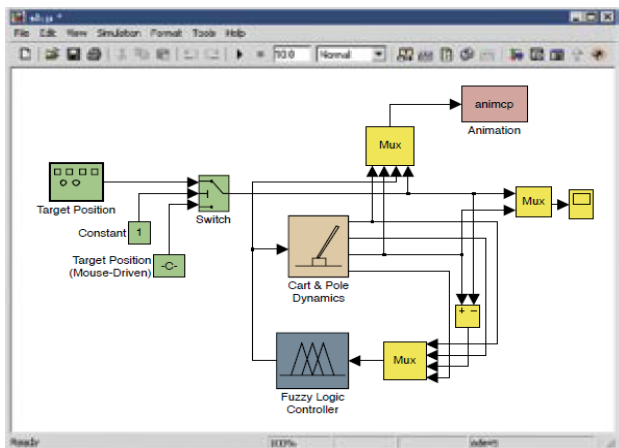 File Edit View Simulation Format Tools Help
10.0 Normal
animcp
Animation
Mux
Target Position
Switch
Mux
Constant 1
Target Position
(Mouse-Driven)
-C-
Cart & Pole
Dynamics
+ −
Mux
Fuzzy Logic
Controller
Ready 100%